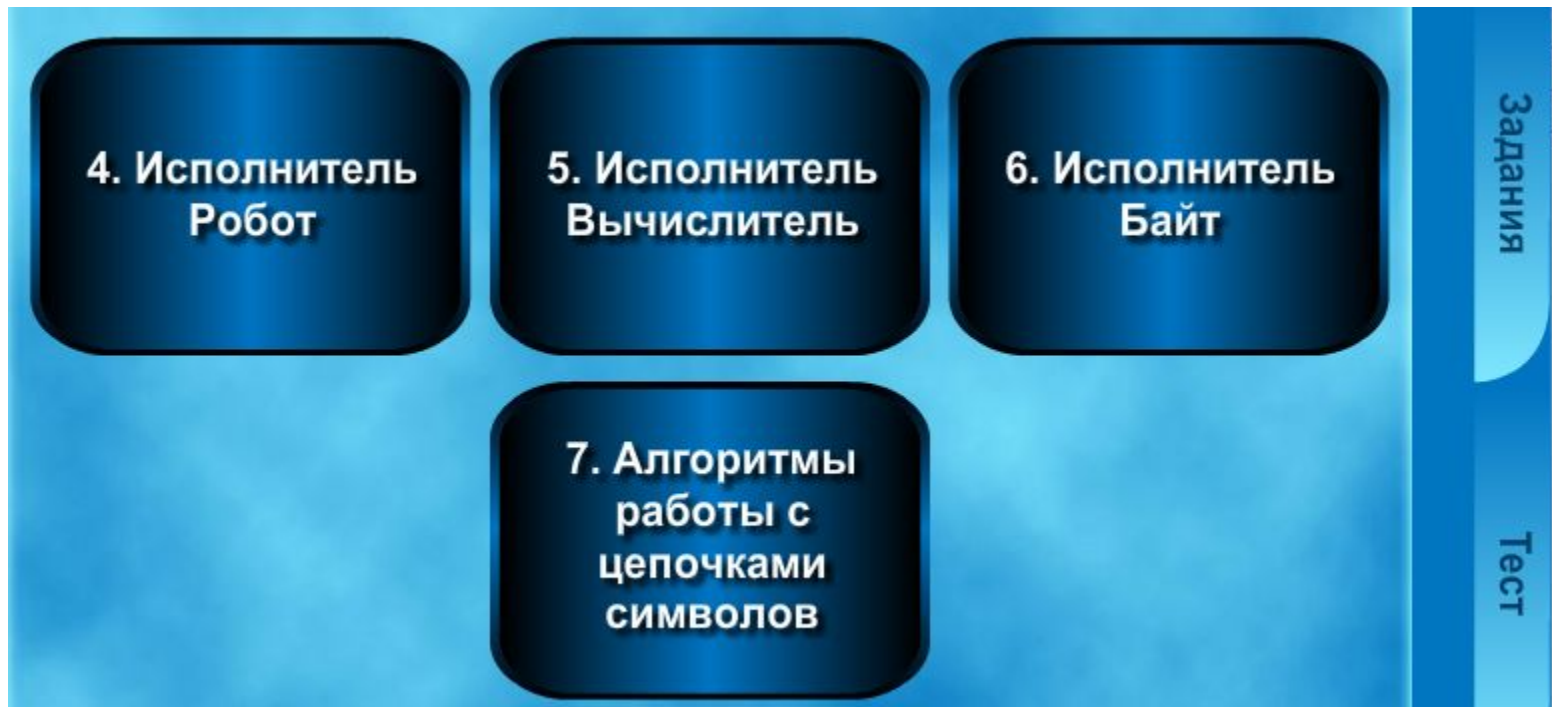 4. Исполнитель
Робот
5. Исполнитель
Вычислитель
6. Исполнитель
Байт
7. Алгоритмы
работы с
цепочками
символов
Задания
Тест